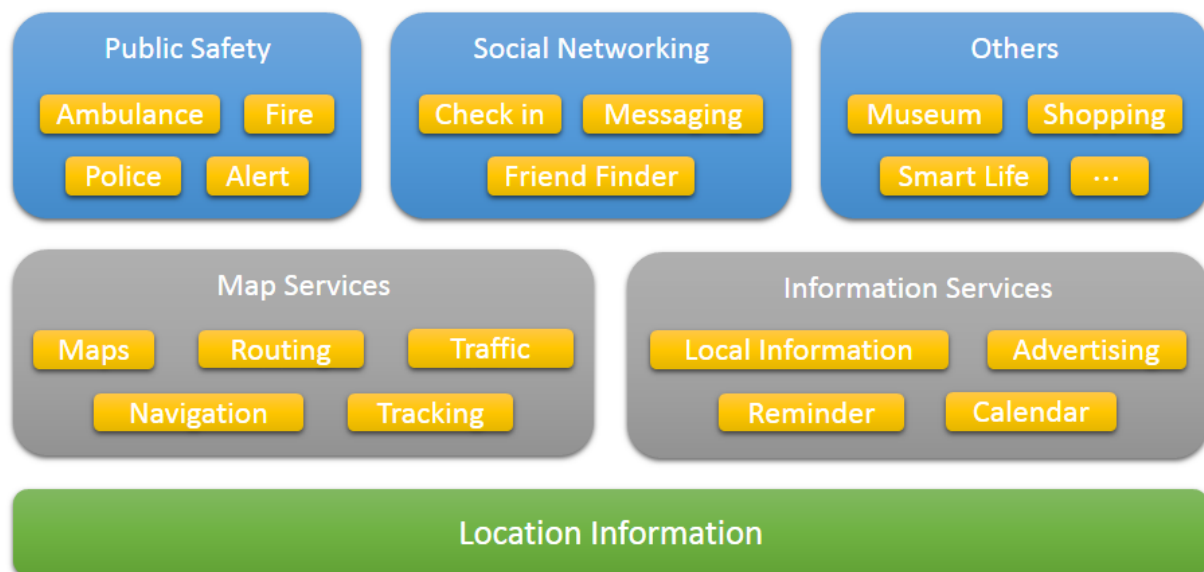 Public Safety
Ambulance Fire
Police Alert
Social Networking
Check in Messaging
Friend Finder
Others
Museum Shopping
Smart Life ...
Map Services
Maps Routing Traffic
Navigation Tracking
Information Services
Local Information Advertising
Reminder Calendar
Location Information